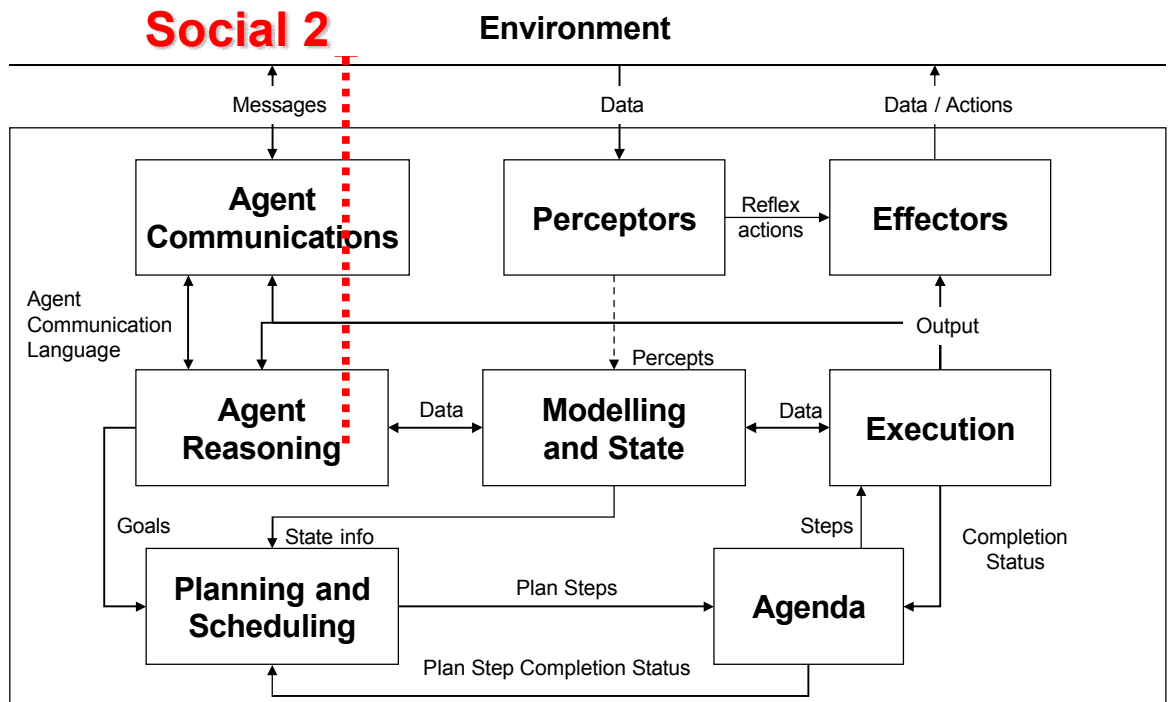 Social 2
Environment
Messages
Data
Data / Actions
Agent
Communications
Perceptors
Reflex
actions
Effectors
Agent
Communication
Language
Output
Percepts
Agent
Reasoning
Data
Modelling
and State
Data
Execution
Goals
State info
Steps
Completion
Status
Planning and
Scheduling
Plan Steps
Agenda
Plan Step Completion Status